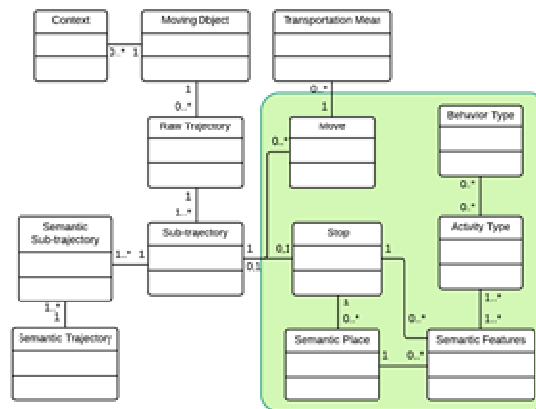 Context
Moving Object
Transportation Mear
0..* 1
1
0..*
0..*
1
Raw Trajectory
Move
Behavior Type
0..*
1
1..*
0..*
0..*
Semantic
Sub-trajectory
Sub-trajectory
Stop
Activity Type
1..* 1
1
0,1
0,1
1
1..*
1
1
0..*
0..*
1..*
1..*
Semantic Trajectory
Semantic Place
Semantic Features
1
0..*